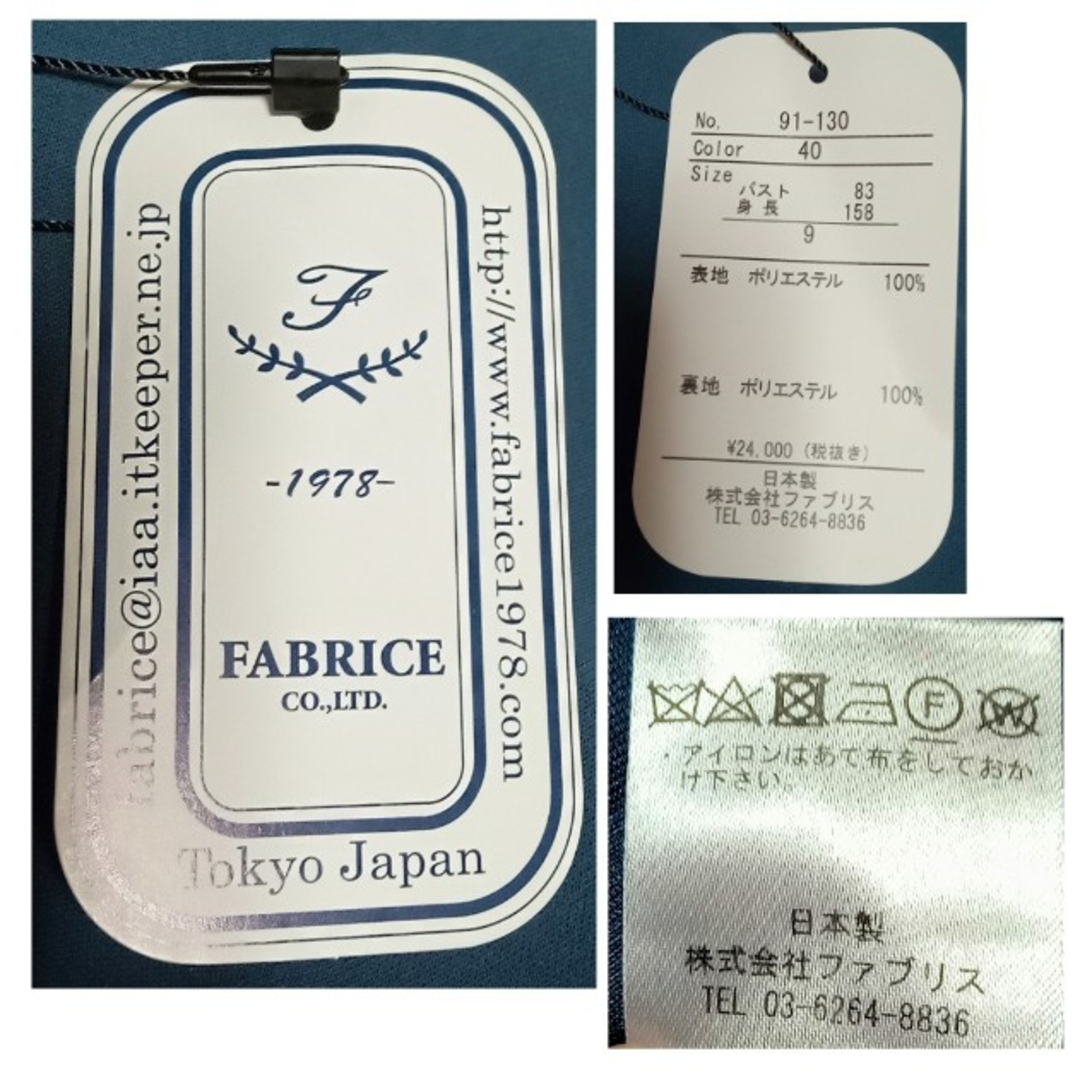 fabrice@iaa.itkeeper.ne.jp
http://www.fabrice1978.com
F
-1978-
FABRICE
CO.,LTD.
Tokyo Japan
No. 91-130
Color 40
Size
バスト 83
身長 158
9
表地 ポリエステル 100%
裏地 ポリエステル 100%
¥24,000 (税抜き)
日本製
株式会社ファブリス
TEL 03-6264-8836
F W
・アイロンはあて布をしておか
け下さい。
日本製
株式会社ファブリス
TEL 03-6264-8836